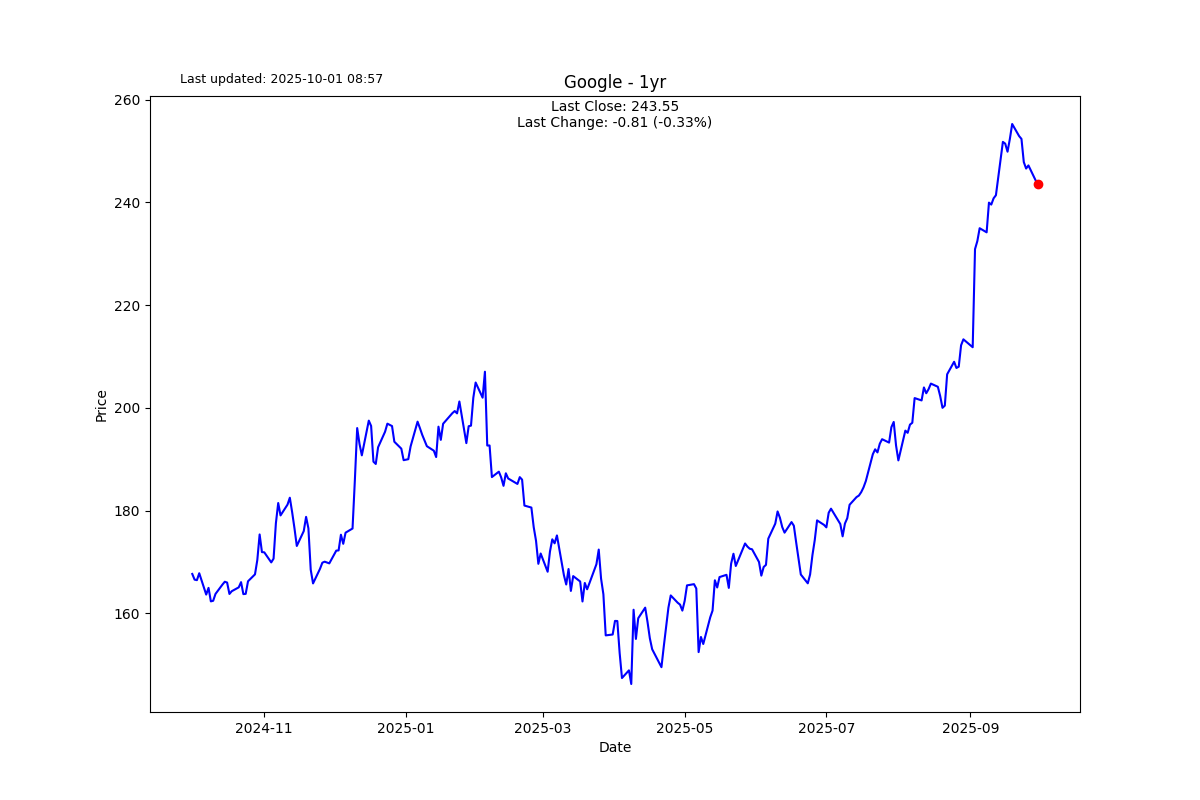 Last updated: 2025-10-01 08:57
Google - 1yr
Last Close: 243.55
Last Change: -0.81 (-0.33%)
260
240
220
200
180
160
Price
2024-11
2025-01
2025-03
2025-05
2025-07
2025-09
Date